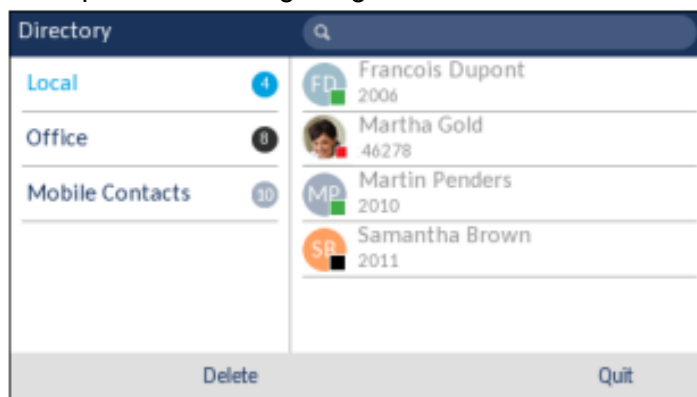 Directory
Local 4
Office 8
Mobile Contacts 10
FD Francois Dupont
2006
Martha Gold
46278
MP Martin Penders
2010
SB Samantha Brown
2011
Delete Quit